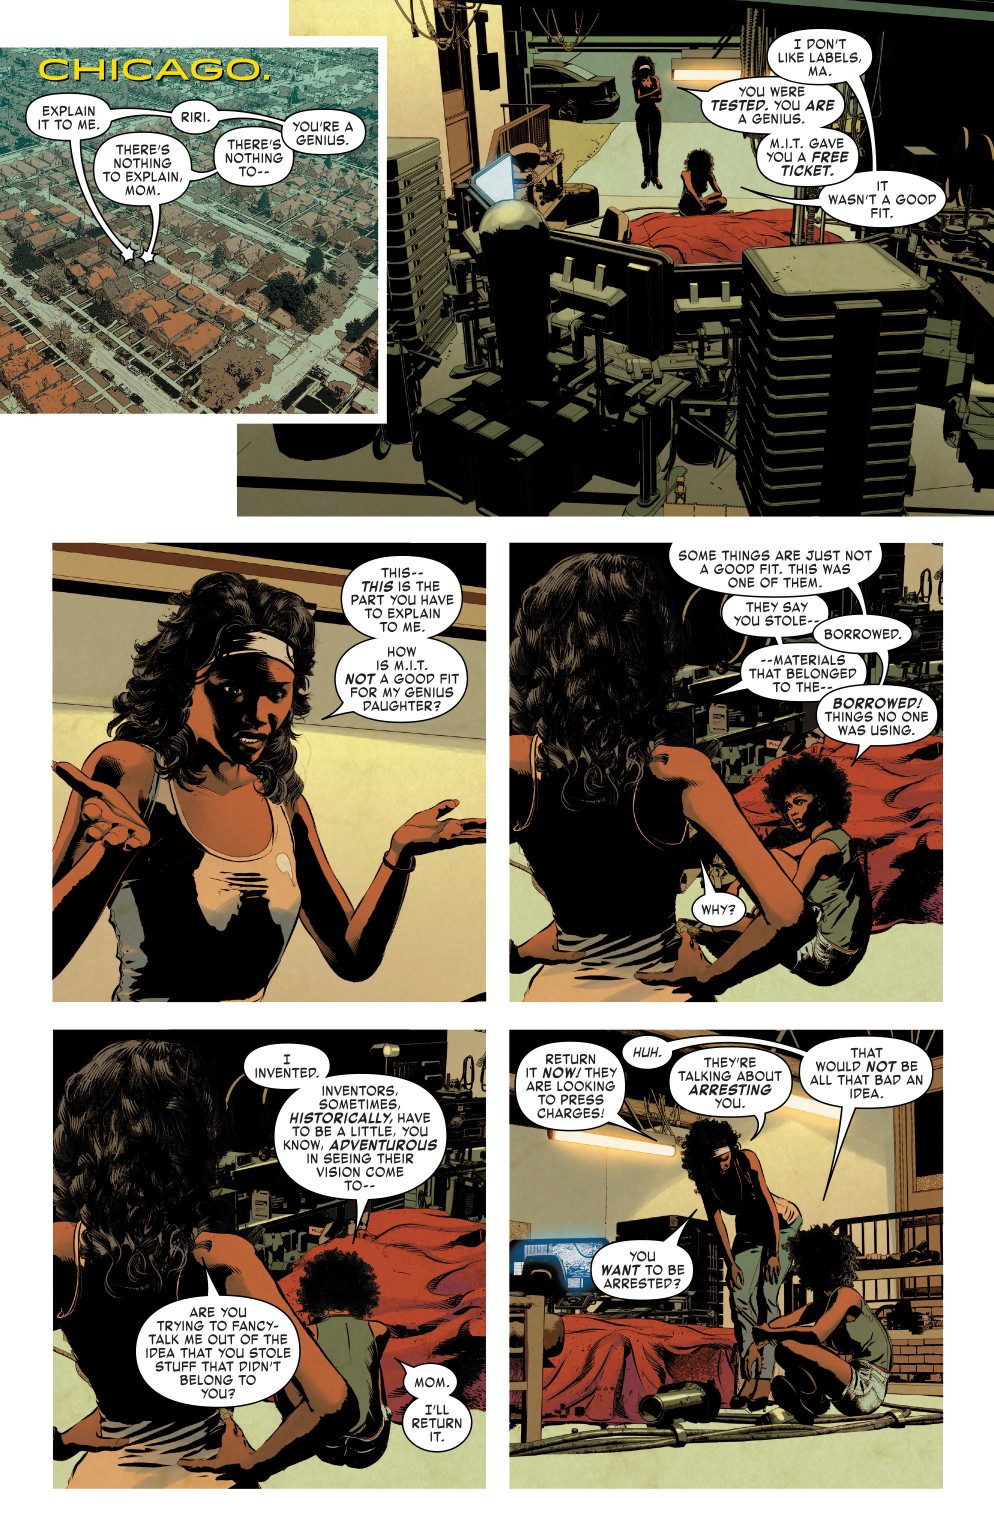 CHICAGO.
EXPLAIN
IT TO ME.
RIRI.
YOU'RE A
GENIUS.
THERE'S
NOTHING
TO EXPLAIN,
MOM.
THERE'S
NOTHING
TO--
I DON'T
LIKE LABELS,
MA.
YOU WERE
TESTED. YOU ARE
A GENIUS.
M.I.T. GAVE
YOU A FREE
TICKET.
IT
WASN'T A GOOD
FIT.
THIS--
THIS IS THE
PART YOU HAVE
TO EXPLAIN
TO ME.
HOW
IS M.I.T.
NOT A GOOD FIT
FOR MY GENIUS
DAUGHTER?
SOME THINGS ARE JUST NOT
A GOOD FIT. THIS WAS
ONE OF THEM.
THEY SAY
YOU STOLE--
BORROWED.
--MATERIALS
THAT BELONGED
TO THE--
BORROWED!
THINGS NO ONE
WAS USING.
WHY?
I
INVENTED.
INVENTORS,
SOMETIMES,
HISTORICALLY, HAVE
TO BE A LITTLE, YOU
KNOW, ADVENTUROUS
IN SEEING THEIR
VISION COME
TO--
ARE YOU
TRYING TO FANCY-
TALK ME OUT OF THE
IDEA THAT YOU STOLE
STUFF THAT DIDN'T
BELONG TO
YOU?
MOM.
I'LL
RETURN
IT.
RETURN
IT NOW! THEY
ARE LOOKING
TO PRESS
CHARGES!
HUH.
THEY'RE
TALKING ABOUT
ARRESTING
YOU.
THAT
WOULD NOT BE
ALL THAT BAD AN
IDEA.
YOU
WANT TO BE
ARRESTED?